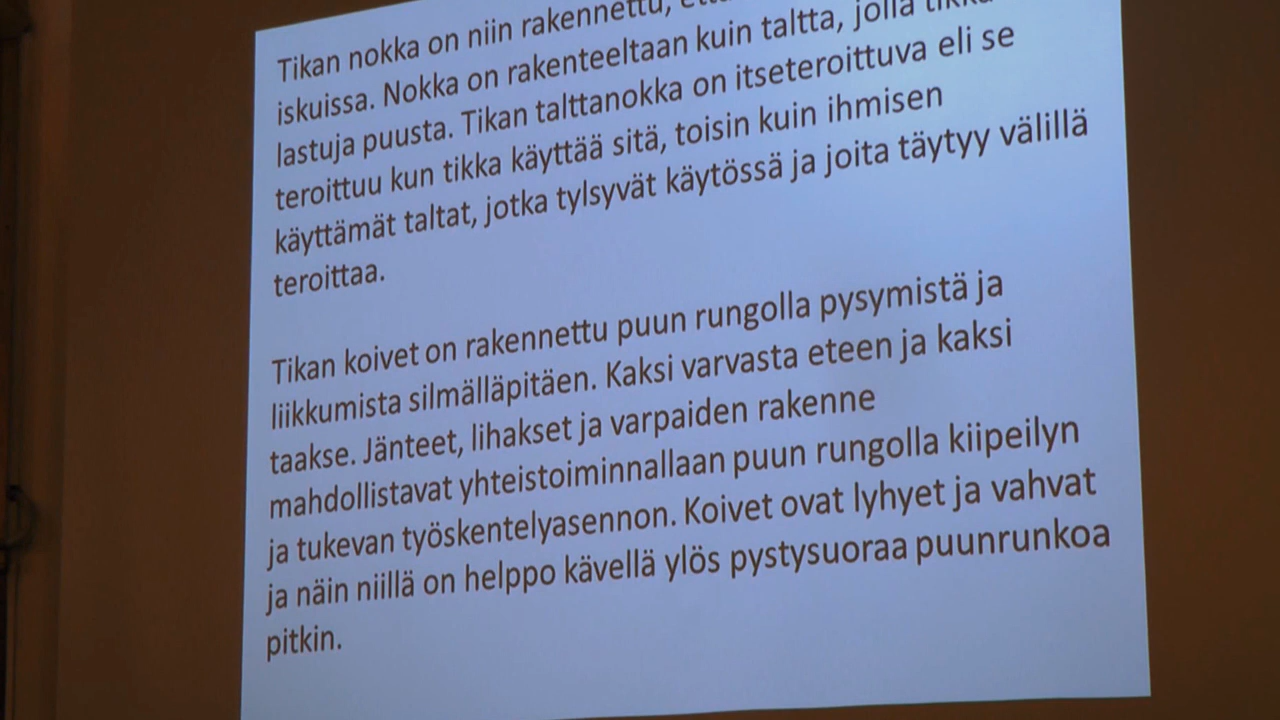 Tikan nokka on niin rakennettu,
iskuissa. Nokka on rakenteeltaan kuin taltta, jolla
lastuja puusta. Tikan talttanokka on itseteroittuva eli se
teroittuu kun tikka käyttää sitä, toisin kuin ihmisen
käyttämät taltat, jotka tylsyvät käytössä ja joita täytyy välillä
teroittaa.
Tikan koivet on rakennettu puun rungolla pysymistä ja
liikkumista silmälläpitäen. Kaksi varvasta eteen ja kaksi
taakse. Jänteet, lihakset ja varpaiden rakenne
mahdollistavat yhteistoiminnallaan puun rungolla kiipeilyn
ja tukevan työskentelyasennon. Koivet ovat lyhyet ja vahvat
ja näin niillä on helppo kävellä ylös pystysuoraa puunrunkoa
pitkin.